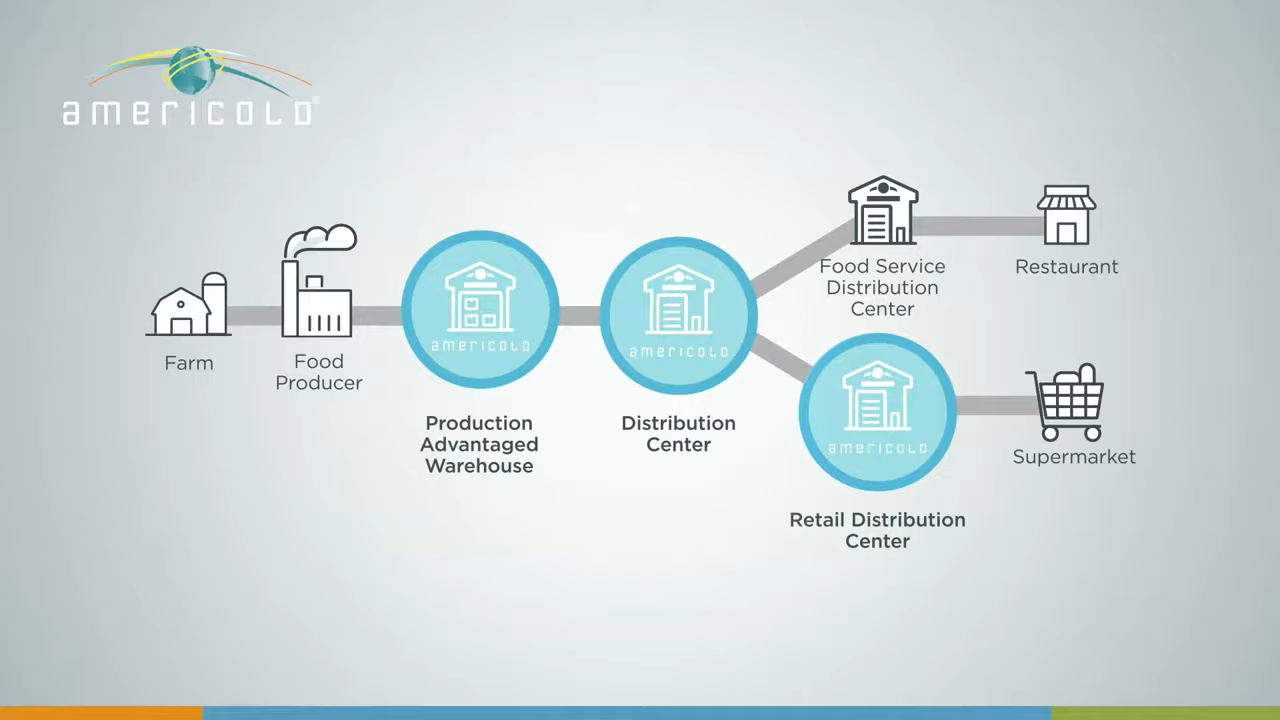 americold®
Farm
Food
Producer
americold
Production
Advantaged
Warehouse
americold
Distribution
Center
Food Service
Distribution
Center
Restaurant
americold
Retail Distribution
Center
Supermarket